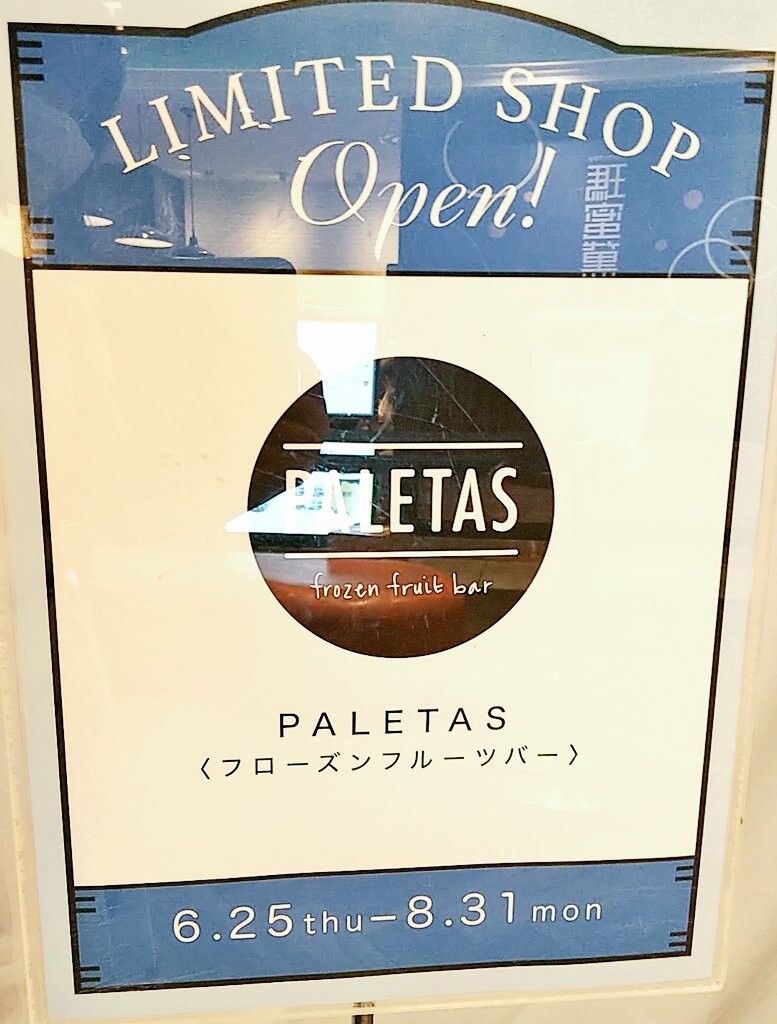 LIMITED SHOP
Open!
PALETAS
frozen fruit bar
PALETAS
〈フローズンフルーツバー〉
6.25thu–8.31mon